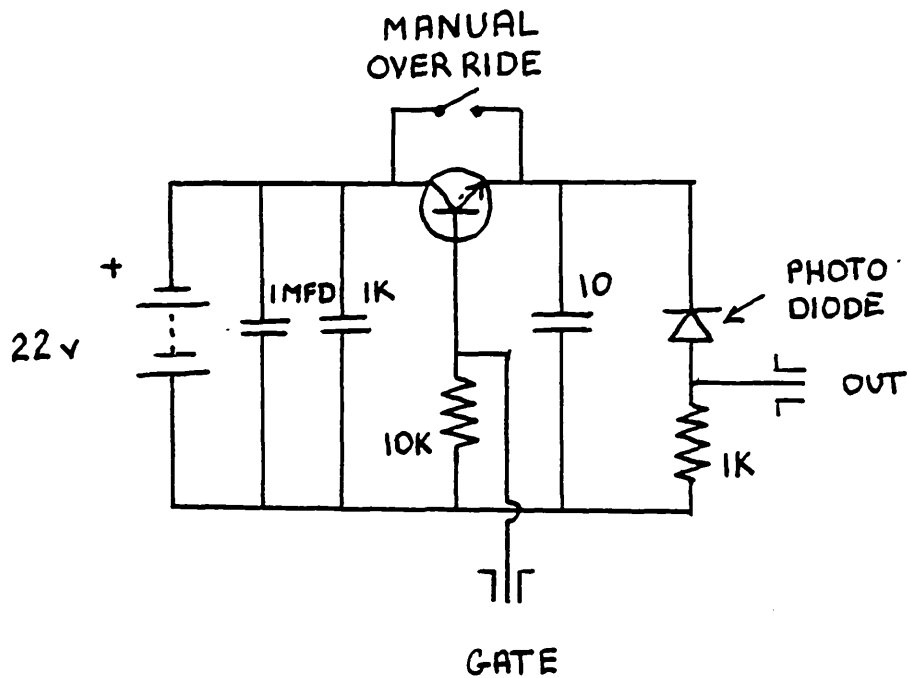 MANUAL
OVER RIDE
+
22 v
1MFD
1K
10
10K
PHOTO
DIODE
OUT
1K
GATE